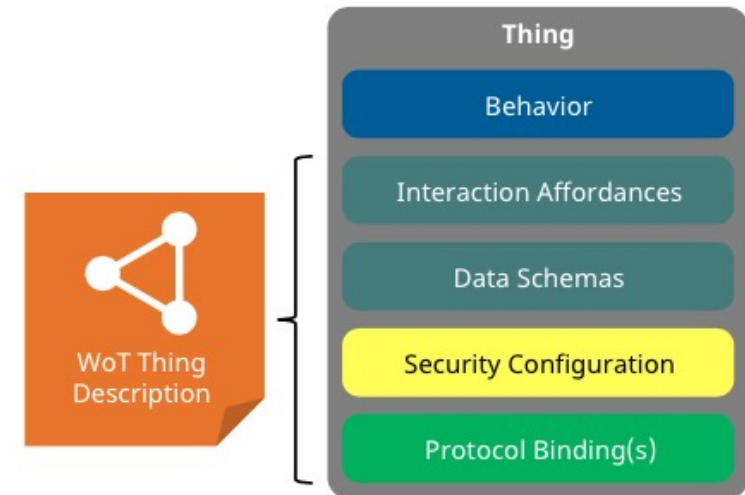 Thing
Behavior
Interaction Affordances
Data Schemas
Security Configuration
Protocol Binding(s)
WoT Thing
Description